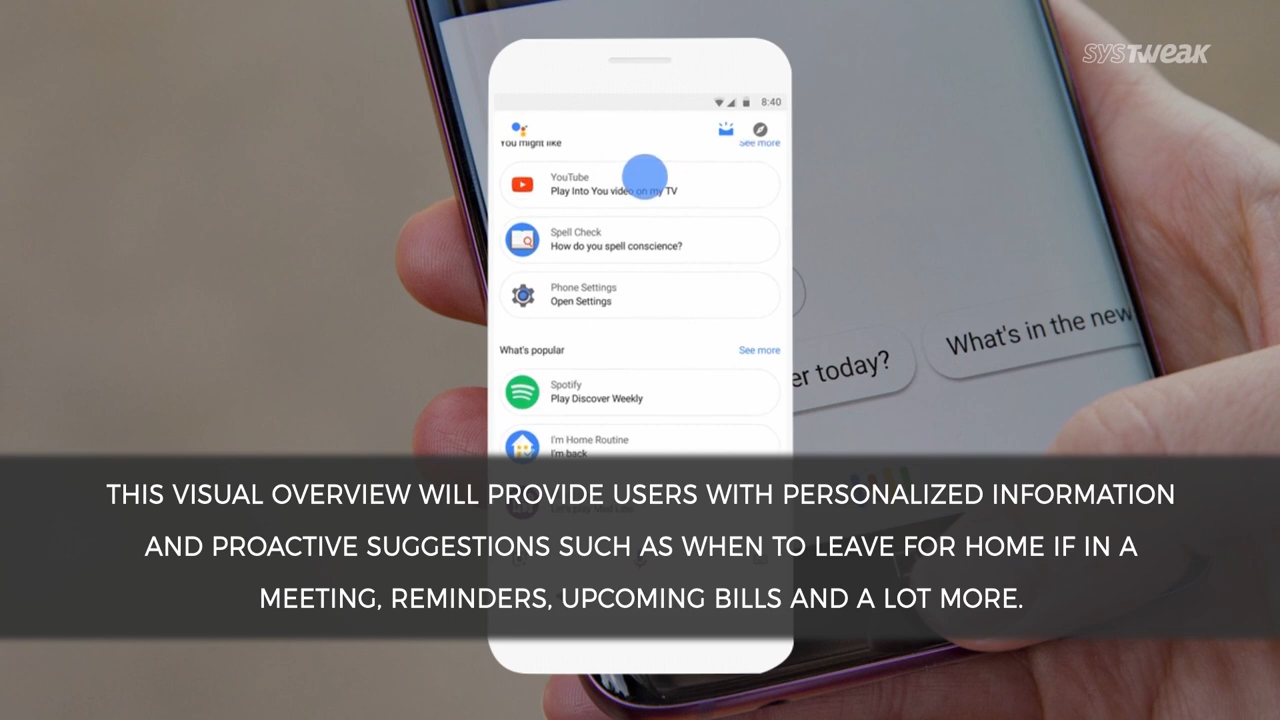 SYSTWEAK
8:40
You might like
See more
YouTube
Play Into You video on my TV
Spell Check
How do you spell conscience?
Phone Settings
Open Settings
What's popular
See more
Spotify
Play Discover Weekly
I'm Home Routine
I'm back
er today?
What's in the new
THIS VISUAL OVERVIEW WILL PROVIDE USERS WITH PERSONALIZED INFORMATION
AND PROACTIVE SUGGESTIONS SUCH AS WHEN TO LEAVE FOR HOME IF IN A
MEETING, REMINDERS, UPCOMING BILLS AND A LOT MORE.